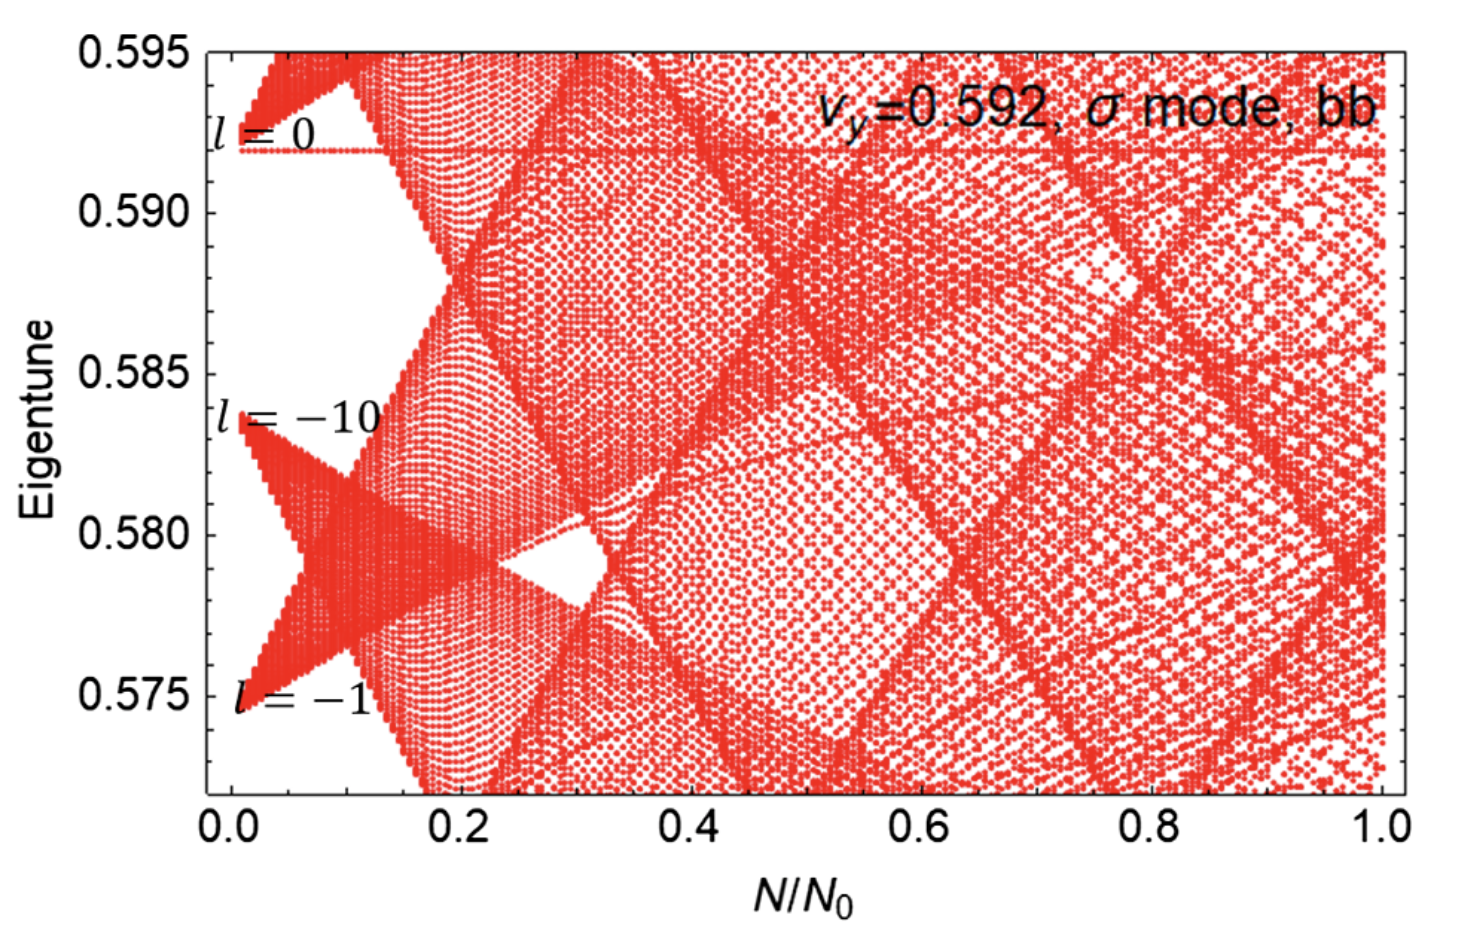 0.595
ν_y=0.592, σ mode, bb
l = 0
0.590
0.585
l = −10
0.580
0.575
l = −1
Eigentune
0.0 0.2 0.4 0.6 0.8 1.0
N/N₀